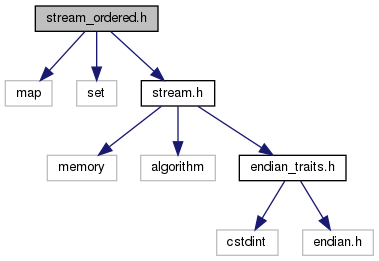 stream_ordered.h
map
set
stream.h
memory
algorithm
endian_traits.h
cstdint
endian.h